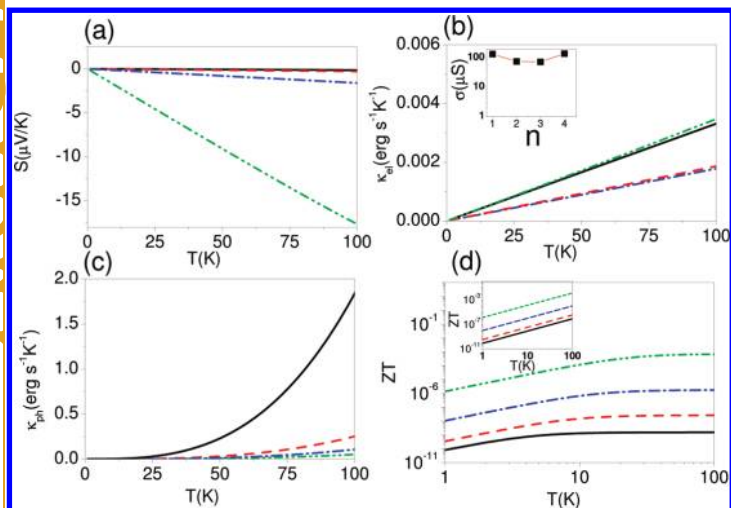 (a)
0
-5
-10
-15
S(μV/K)
0 25 50 75 100
T(K)
(b)
0.006
0.004
0.002
0.000
κel(erg s⁻¹K⁻¹)
100
10
1
σ(μS)
1 2 3 4
n
0 25 50 75 100
T(K)
(c)
2.0
1.5
1.0
0.5
0.0
κph(erg s⁻¹K⁻¹)
0 25 50 75 100
T(K)
(d)
10⁻¹
10⁻⁶
10⁻¹¹
ZT
10⁻³
10⁻⁷
10⁻¹¹
ZT
1 10 100
T(K)
1 10 100
T(K)